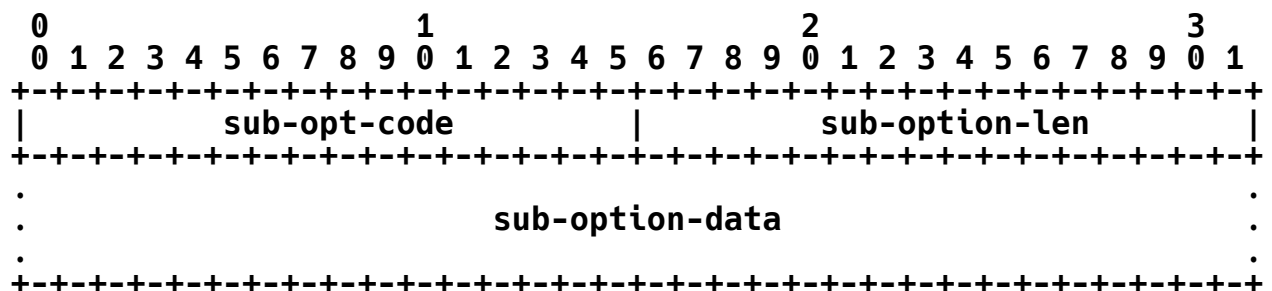 0                   1                   2                   3
 0 1 2 3 4 5 6 7 8 9 0 1 2 3 4 5 6 7 8 9 0 1 2 3 4 5 6 7 8 9 0 1
+-+-+-+-+-+-+-+-+-+-+-+-+-+-+-+-+-+-+-+-+-+-+-+-+-+-+-+-+-+-+-+-+
|          sub-opt-code         |         sub-option-len        |
+-+-+-+-+-+-+-+-+-+-+-+-+-+-+-+-+-+-+-+-+-+-+-+-+-+-+-+-+-+-+-+-+
.                                                               .
.                        sub-option-data                        .
.                                                               .
+-+-+-+-+-+-+-+-+-+-+-+-+-+-+-+-+-+-+-+-+-+-+-+-+-+-+-+-+-+-+-+-+